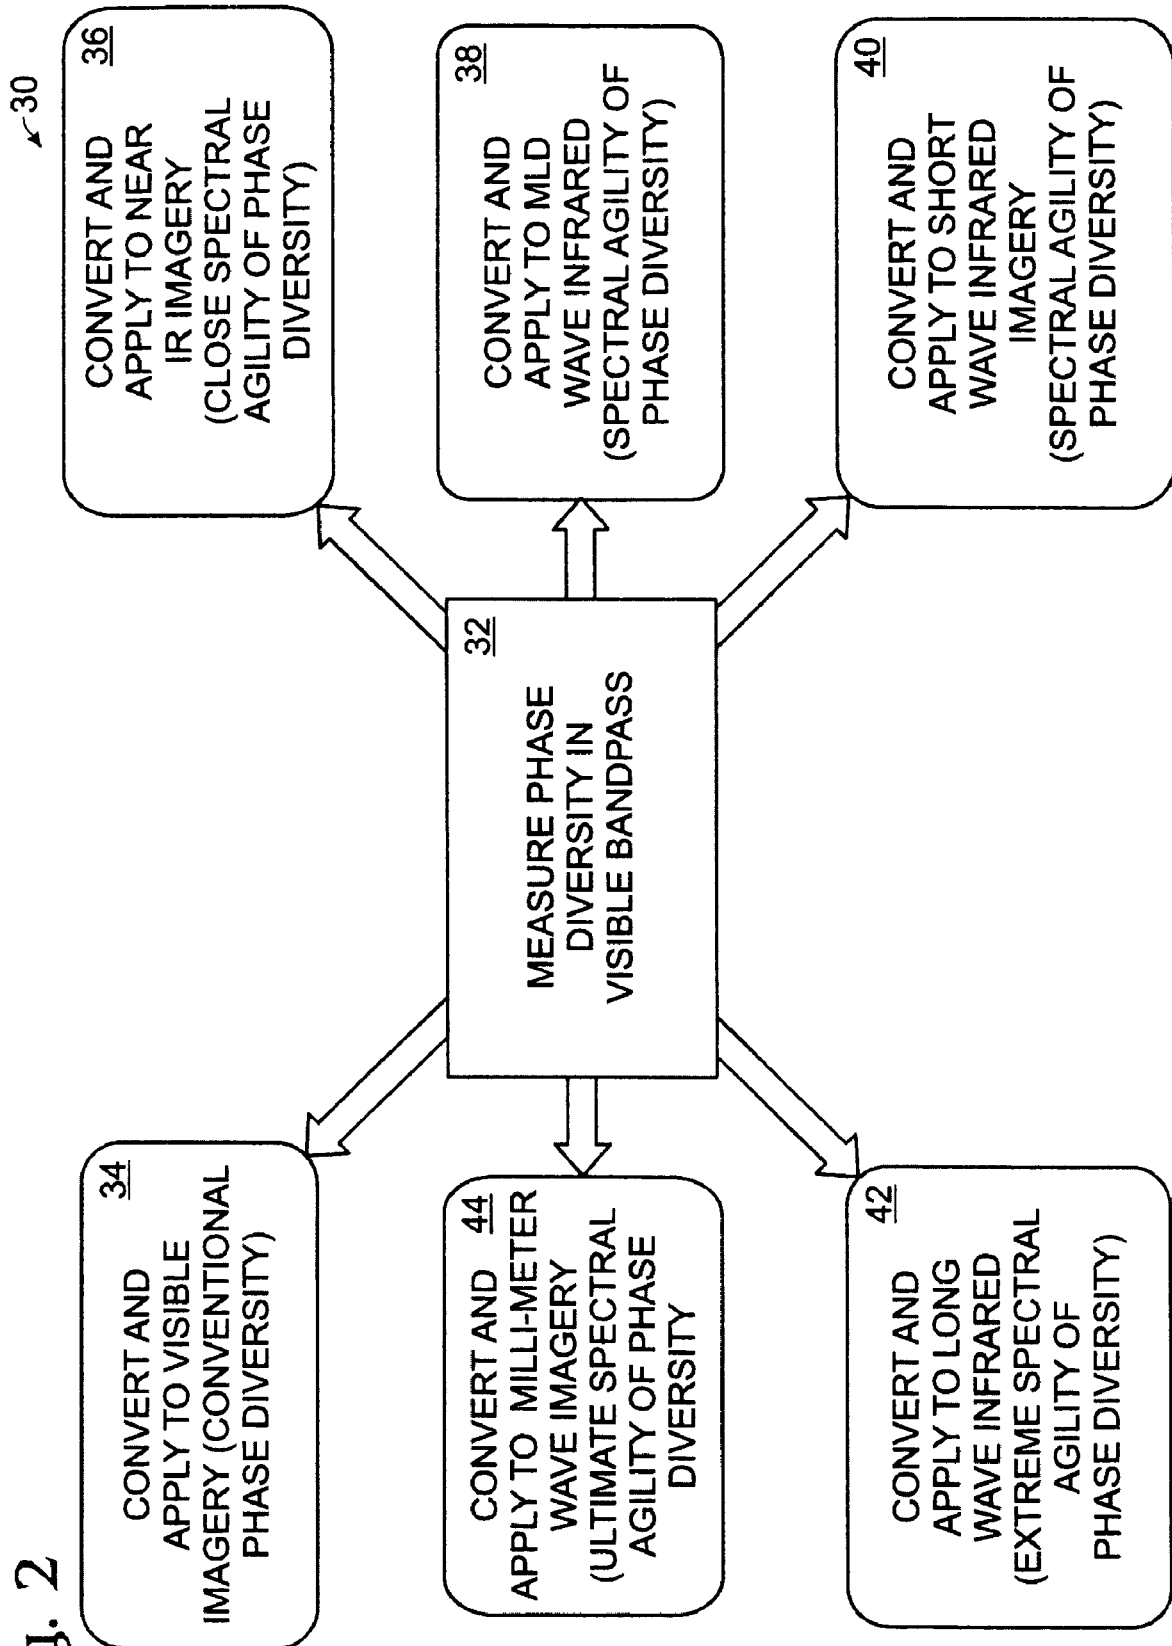 g. 2
30
34
CONVERT AND
APPLY TO VISIBLE
IMAGERY (CONVENTIONAL
PHASE DIVERSITY)
36
CONVERT AND
APPLY TO NEAR
IR IMAGERY
(CLOSE SPECTRAL
AGILITY OF PHASE
DIVERSITY)
44
CONVERT AND
APPLY TO MILLI-METER
WAVE IMAGERY
(ULTIMATE SPECTRAL
AGILITY OF PHASE
DIVERSITY
32
MEASURE PHASE
DIVERSITY IN
VISIBLE BANDPASS
38
CONVERT AND
APPLY TO MLD
WAVE INFRARED
(SPECTRAL AGILITY OF
PHASE DIVERSITY)
42
CONVERT AND
APPLY TO LONG
WAVE INFRARED
(EXTREME SPECTRAL
AGILITY OF
PHASE DIVERSITY)
40
CONVERT AND
APPLY TO SHORT
WAVE INFRARED
IMAGERY
(SPECTRAL AGILITY OF
PHASE DIVERSITY)